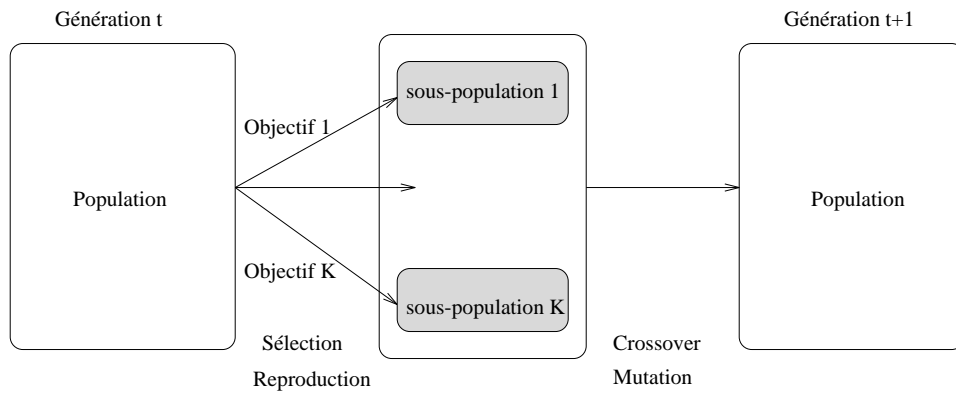 Génération t
Génération t+1
sous-population 1
Objectif 1
Population
Population
Objectif K
sous-population K
Sélection
Reproduction
Crossover
Mutation